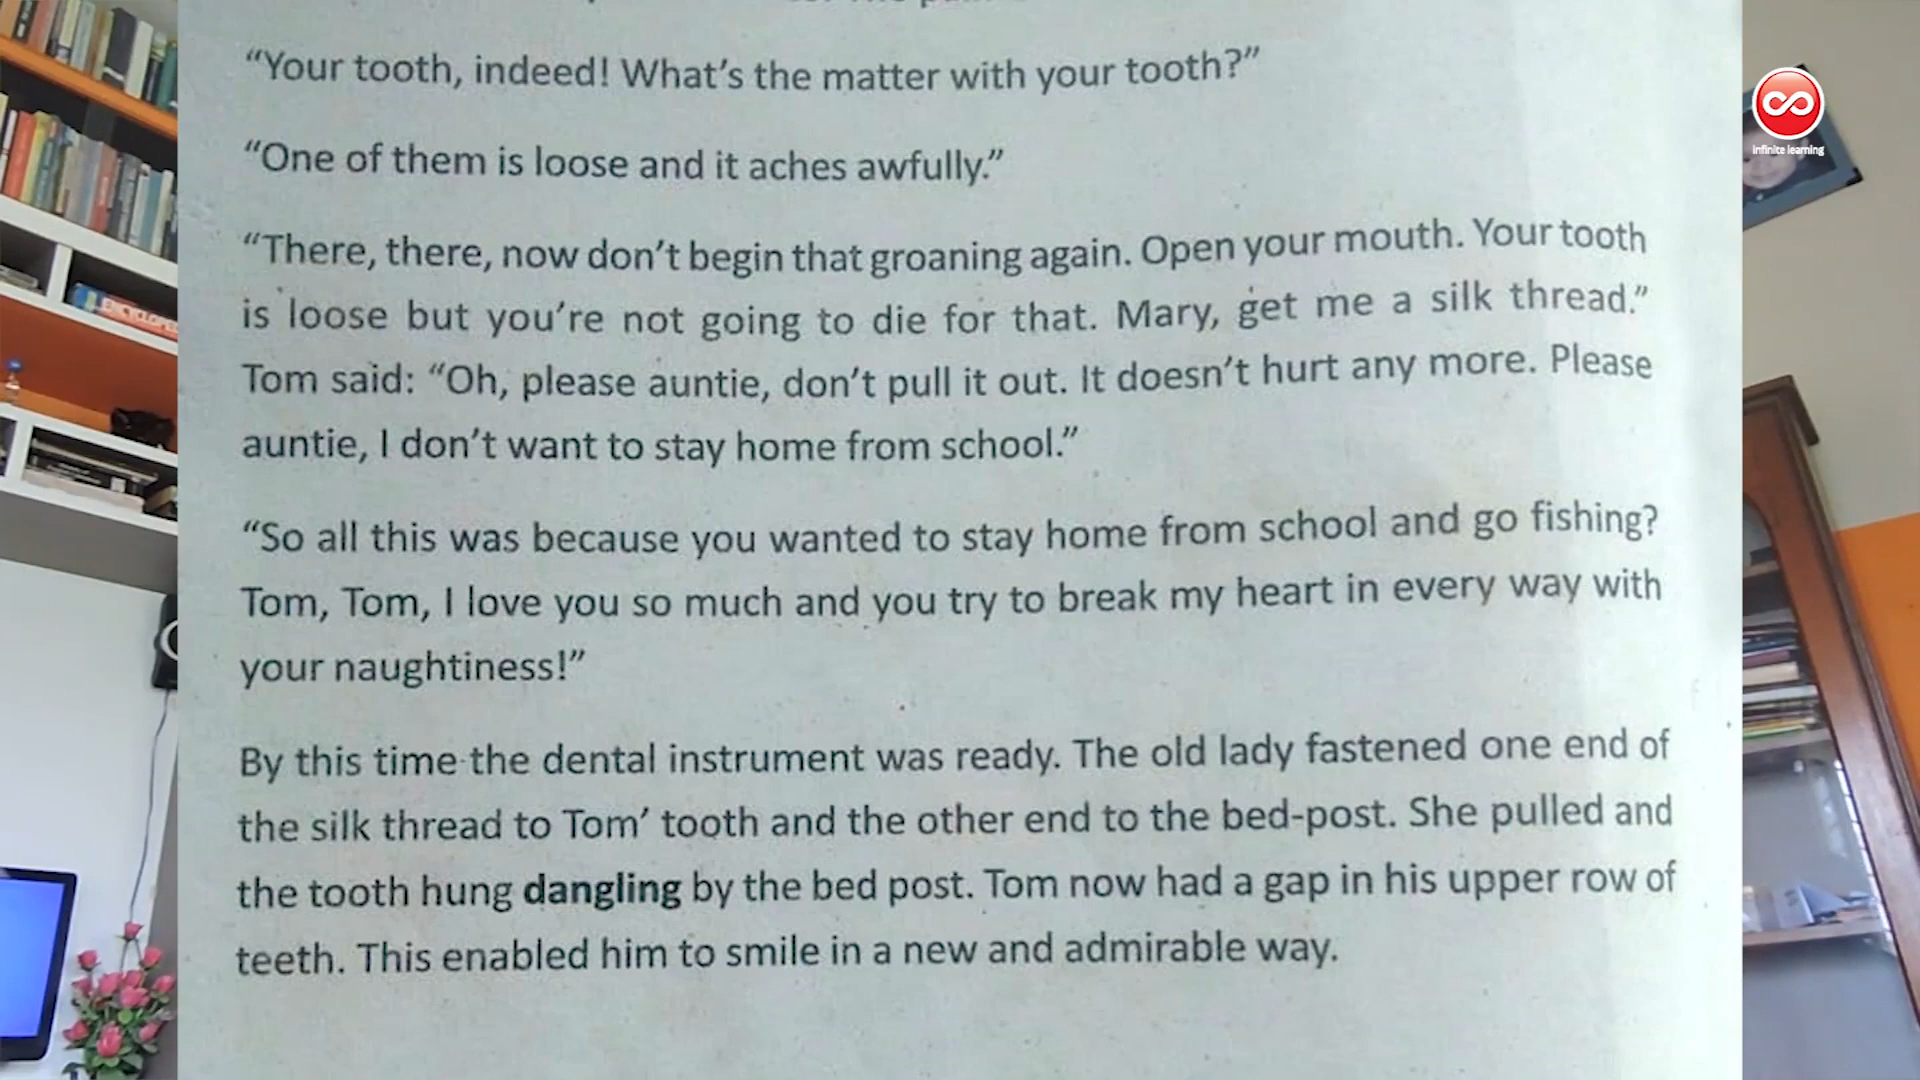 “Your tooth, indeed! What’s the matter with your tooth?”
“One of them is loose and it aches awfully.”
“There, there, now don’t begin that groaning again. Open your mouth. Your tooth
is loose but you’re not going to die for that. Mary, get me a silk thread.”
Tom said: “Oh, please auntie, don’t pull it out. It doesn’t hurt any more. Please
auntie, I don’t want to stay home from school.”
“So all this was because you wanted to stay home from school and go fishing?
Tom, Tom, I love you so much and you try to break my heart in every way with
your naughtiness!”
By this time the dental instrument was ready. The old lady fastened one end of
the silk thread to Tom’ tooth and the other end to the bed-post. She pulled and
the tooth hung dangling by the bed post. Tom now had a gap in his upper row of
teeth. This enabled him to smile in a new and admirable way.
infinite learning